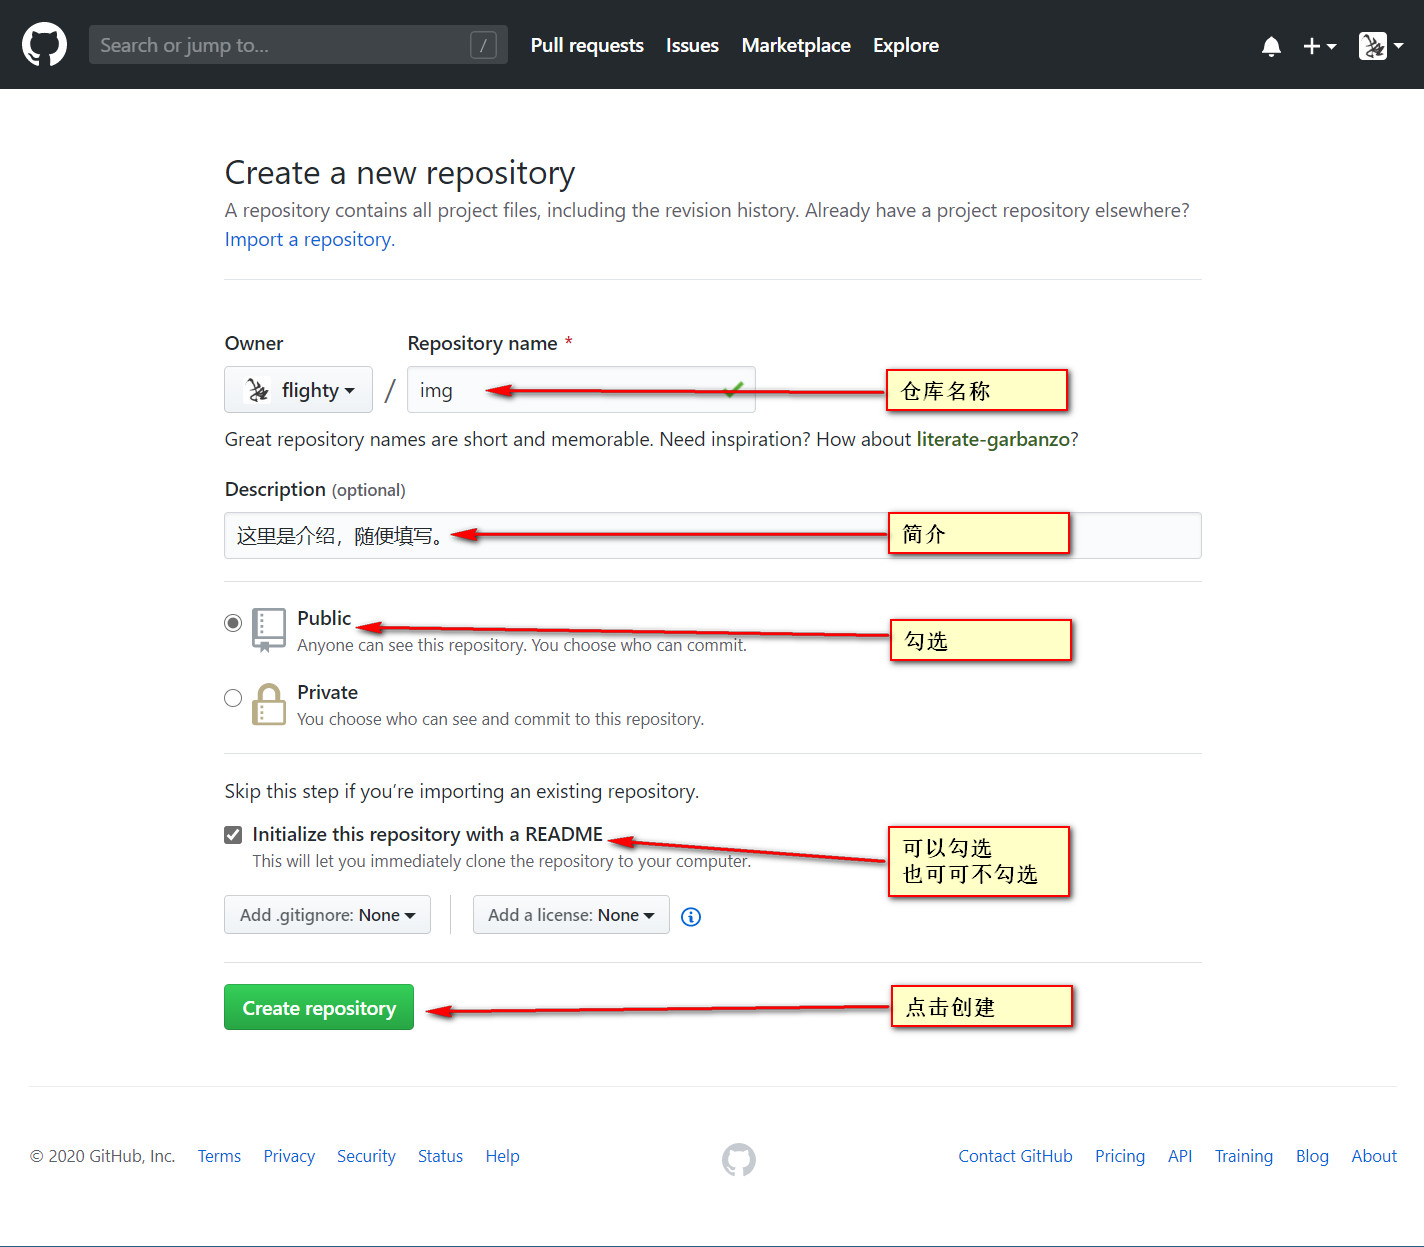 Search or jump to... /
Pull requests Issues Marketplace Explore
Create a new repository
A repository contains all project files, including the revision history. Already have a project repository elsewhere?
Import a repository.
Owner Repository name *
flighty / img 仓库名称
Great repository names are short and memorable. Need inspiration? How about literate-garbanzo?
Description (optional)
这里是介绍，随便填写。 简介
Public
Anyone can see this repository. You choose who can commit.
勾选
Private
You choose who can see and commit to this repository.
Skip this step if you’re importing an existing repository.
Initialize this repository with a README
This will let you immediately clone the repository to your computer.
可以勾选
也可可不勾选
Add .gitignore: None Add a license: None
Create repository 点击创建
© 2020 GitHub, Inc. Terms Privacy Security Status Help Contact GitHub Pricing API Training Blog About